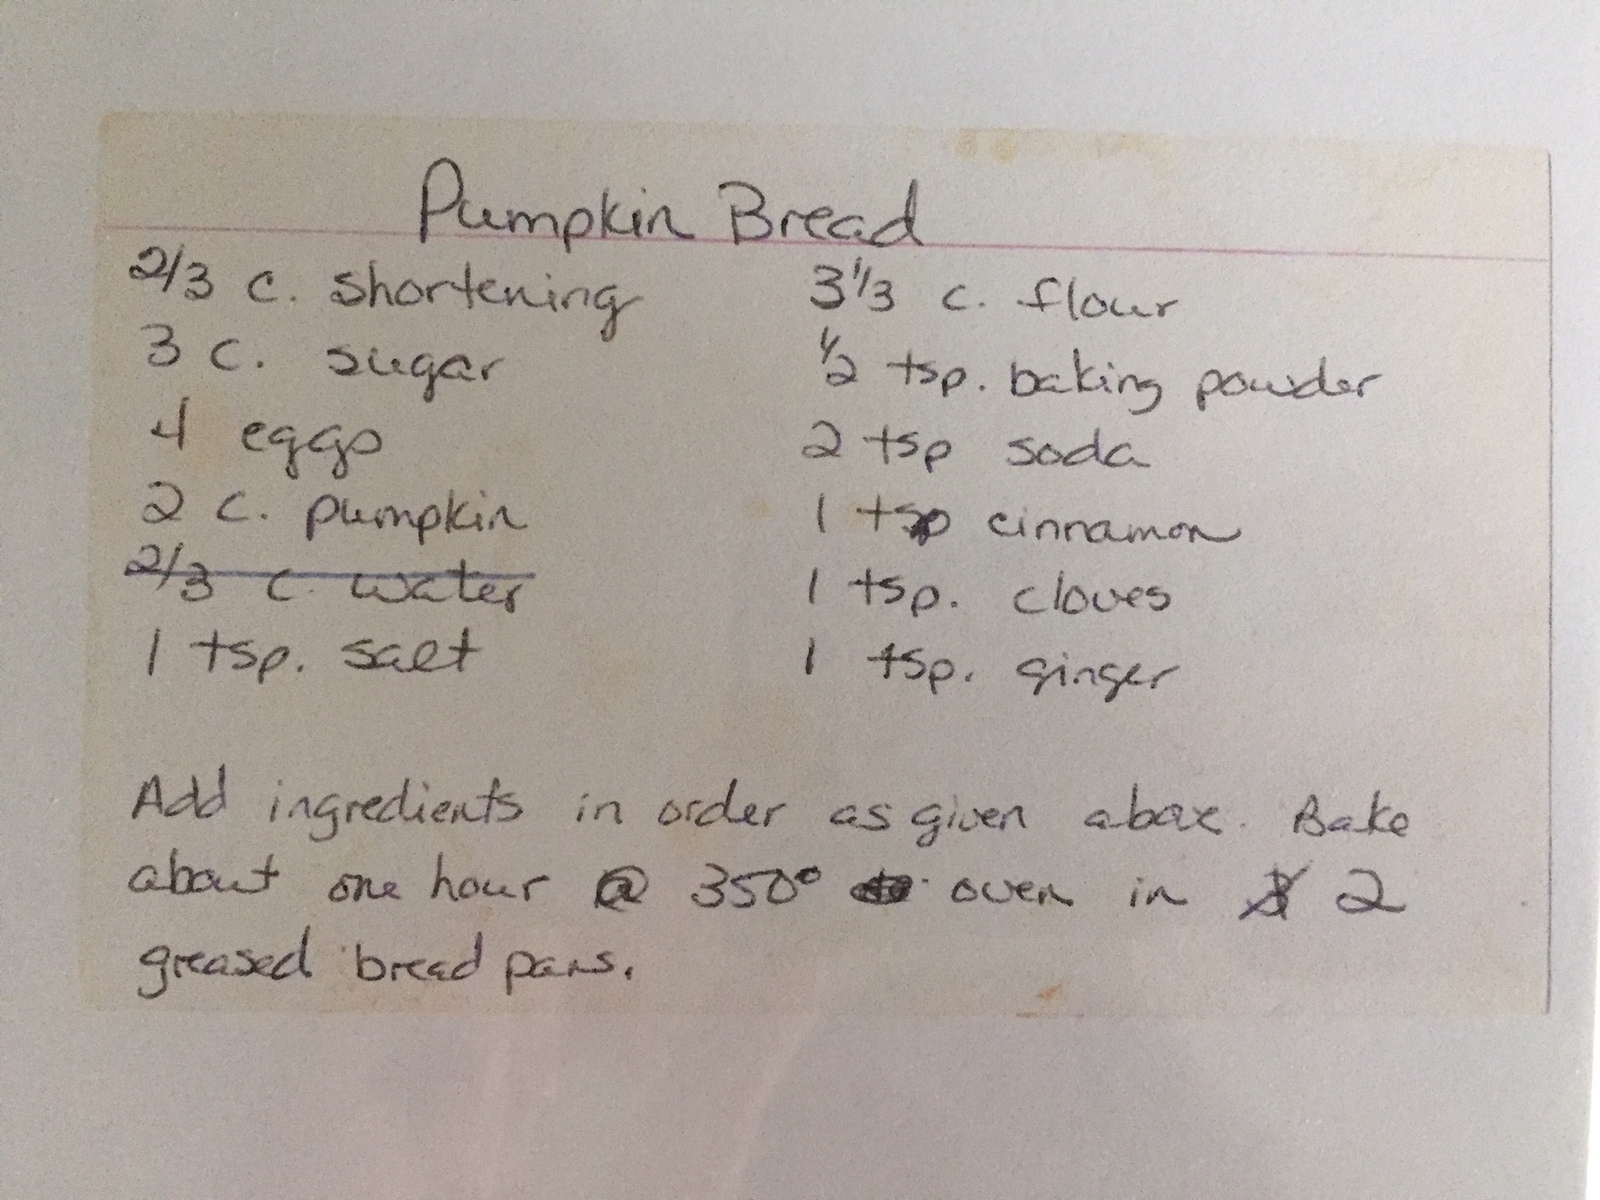 Pumpkin Bread
2/3 c. shortening
3 c. sugar
4 eggs
2 c. pumpkin
2/3 c. water
1 tsp. salt
3 1/3 c. flour
1/2 tsp. baking powder
2 tsp soda
1 tsp cinnamon
1 tsp. cloves
1 tsp. ginger
Add ingredients in order as given above. Bake
about one hour @ 350° oven in 2
greased bread pans.